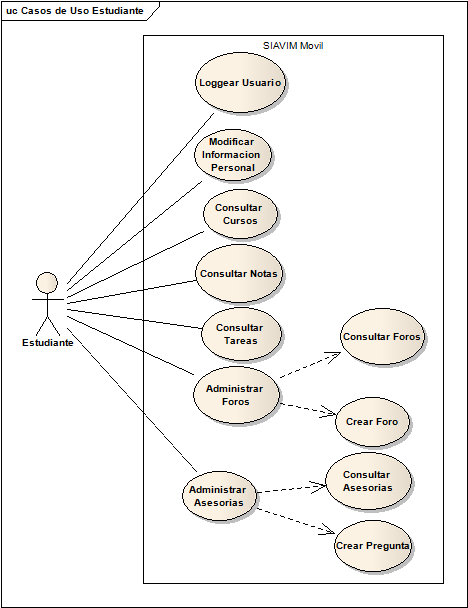 uc Casos de Uso Estudiante
SIAVIM Movil
Loggear Usuario
Modificar
Informacion
Personal
Consultar
Cursos
Consultar Notas
Estudiante
Consultar
Tareas
Consultar Foros
Administrar
Foros
Crear Foro
Consultar
Asesorias
Administrar
Asesorias
Crear Pregunta